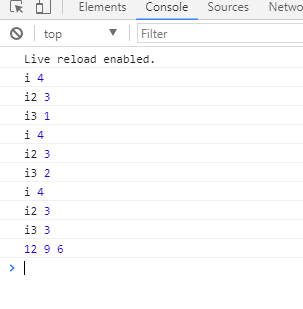 Elements Console Sources Netwo
top ▼ Filter
Live reload enabled.
i 4
i2 3
i3 1
i 4
i2 3
i3 2
i 4
i2 3
i3 3
12 9 6
>